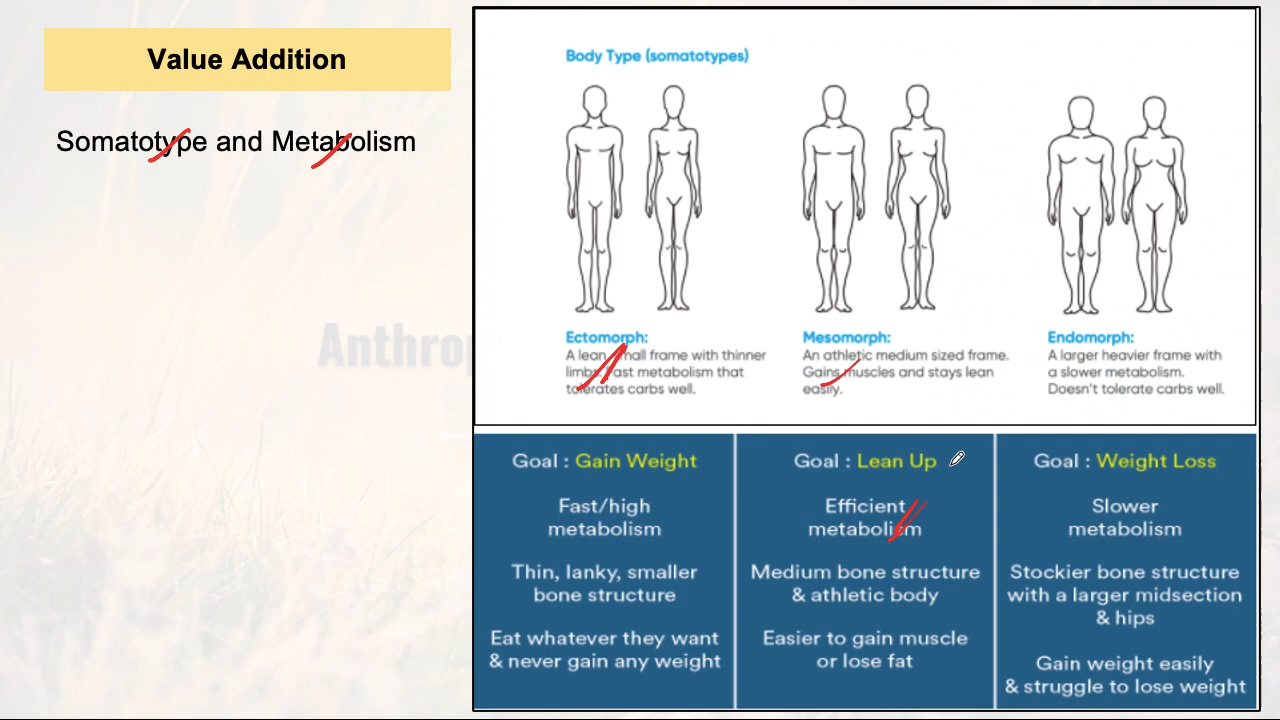 Value Addition
Somatotype and Metabolism
Anthrop
Body Type (somatotypes)
Ectomorph:
A lean, small frame with thinner
limbs. Fast metabolism that
tolerates carbs well.
Mesomorph:
An athletic medium sized frame.
Gains muscles and stays lean
easily.
Endomorph:
A larger heavier frame with
a slower metabolism.
Doesn't tolerate carbs well.
Goal : Gain Weight
Fast/high
metabolism
Thin, lanky, smaller
bone structure
Eat whatever they want
& never gain any weight
Goal : Lean Up
Efficient
metabolism
Medium bone structure
& athletic body
Easier to gain muscle
or lose fat
Goal : Weight Loss
Slower
metabolism
Stockier bone structure
with a larger midsection
& hips
Gain weight easily
& struggle to lose weight